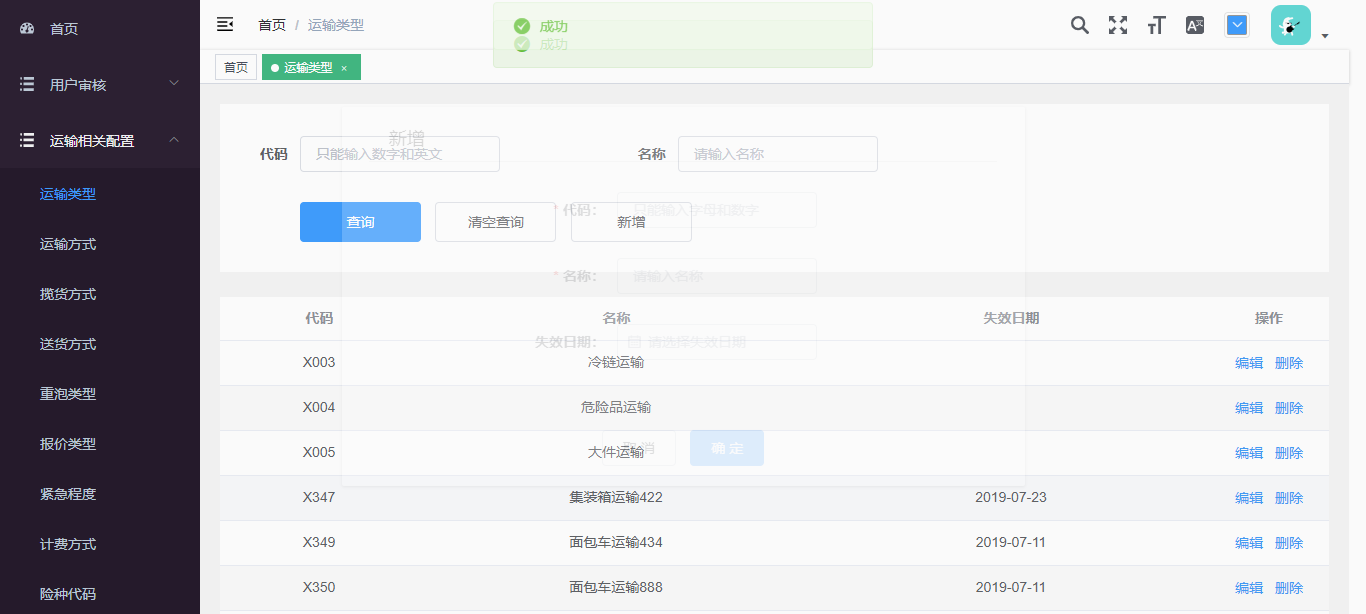 首页
用户审核
运输相关配置
运输类型
运输方式
揽货方式
送货方式
重泡类型
报价类型
紧急程度
计费方式
险种代码
首页 / 运输类型
成功
成功
首页
运输类型 ×
新增
代码 只能输入数字和英文 名称 请输入名称
查询 清空查询 新增
* 代码: 只能输入字母和数字
* 名称: 请输入名称
失效日期: 请选择失效日期
取消 确定
代码 名称 失效日期 操作
X003 冷链运输 编辑 删除
X004 危险品运输 编辑 删除
X005 大件运输 编辑 删除
X347 集装箱运输422 2019-07-23 编辑 删除
X349 面包车运输434 2019-07-11 编辑 删除
X350 面包车运输888 2019-07-11 编辑 删除